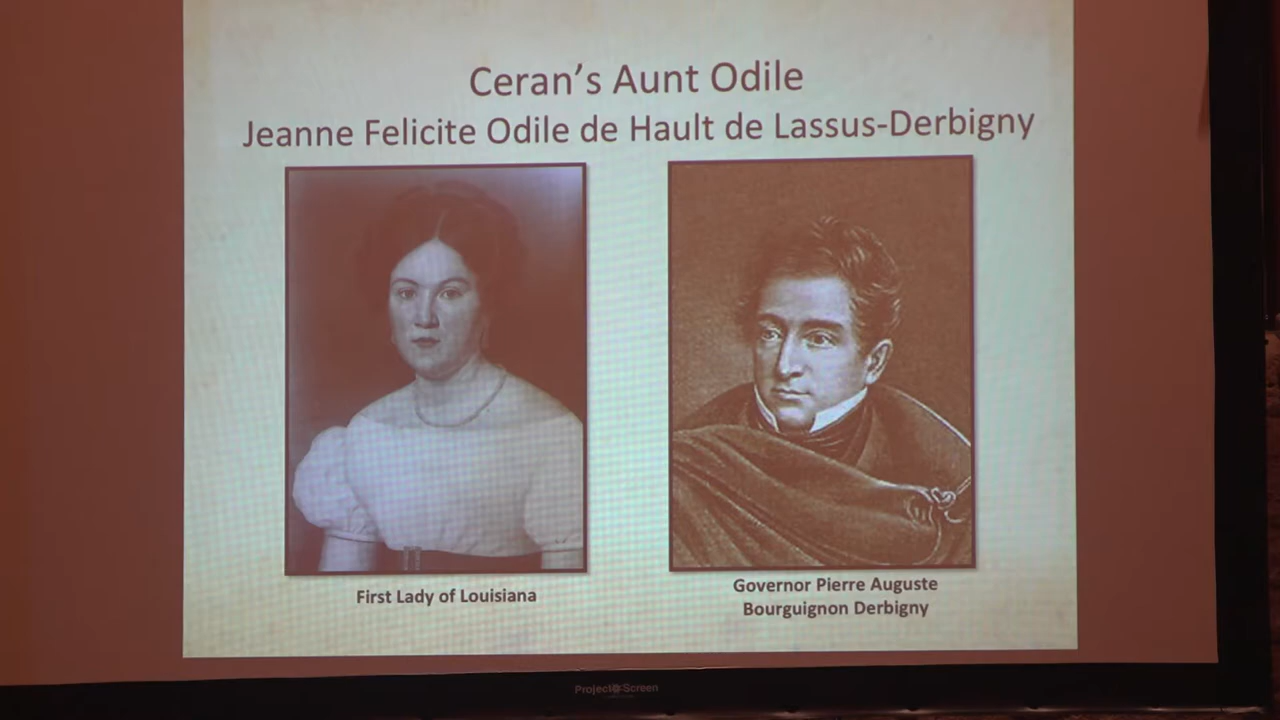 Ceran's Aunt Odile
Jeanne Felicite Odile de Hault de Lassus-Derbigny
First Lady of Louisiana
Governor Pierre Auguste
Bourguignon Derbigny
Project Screen